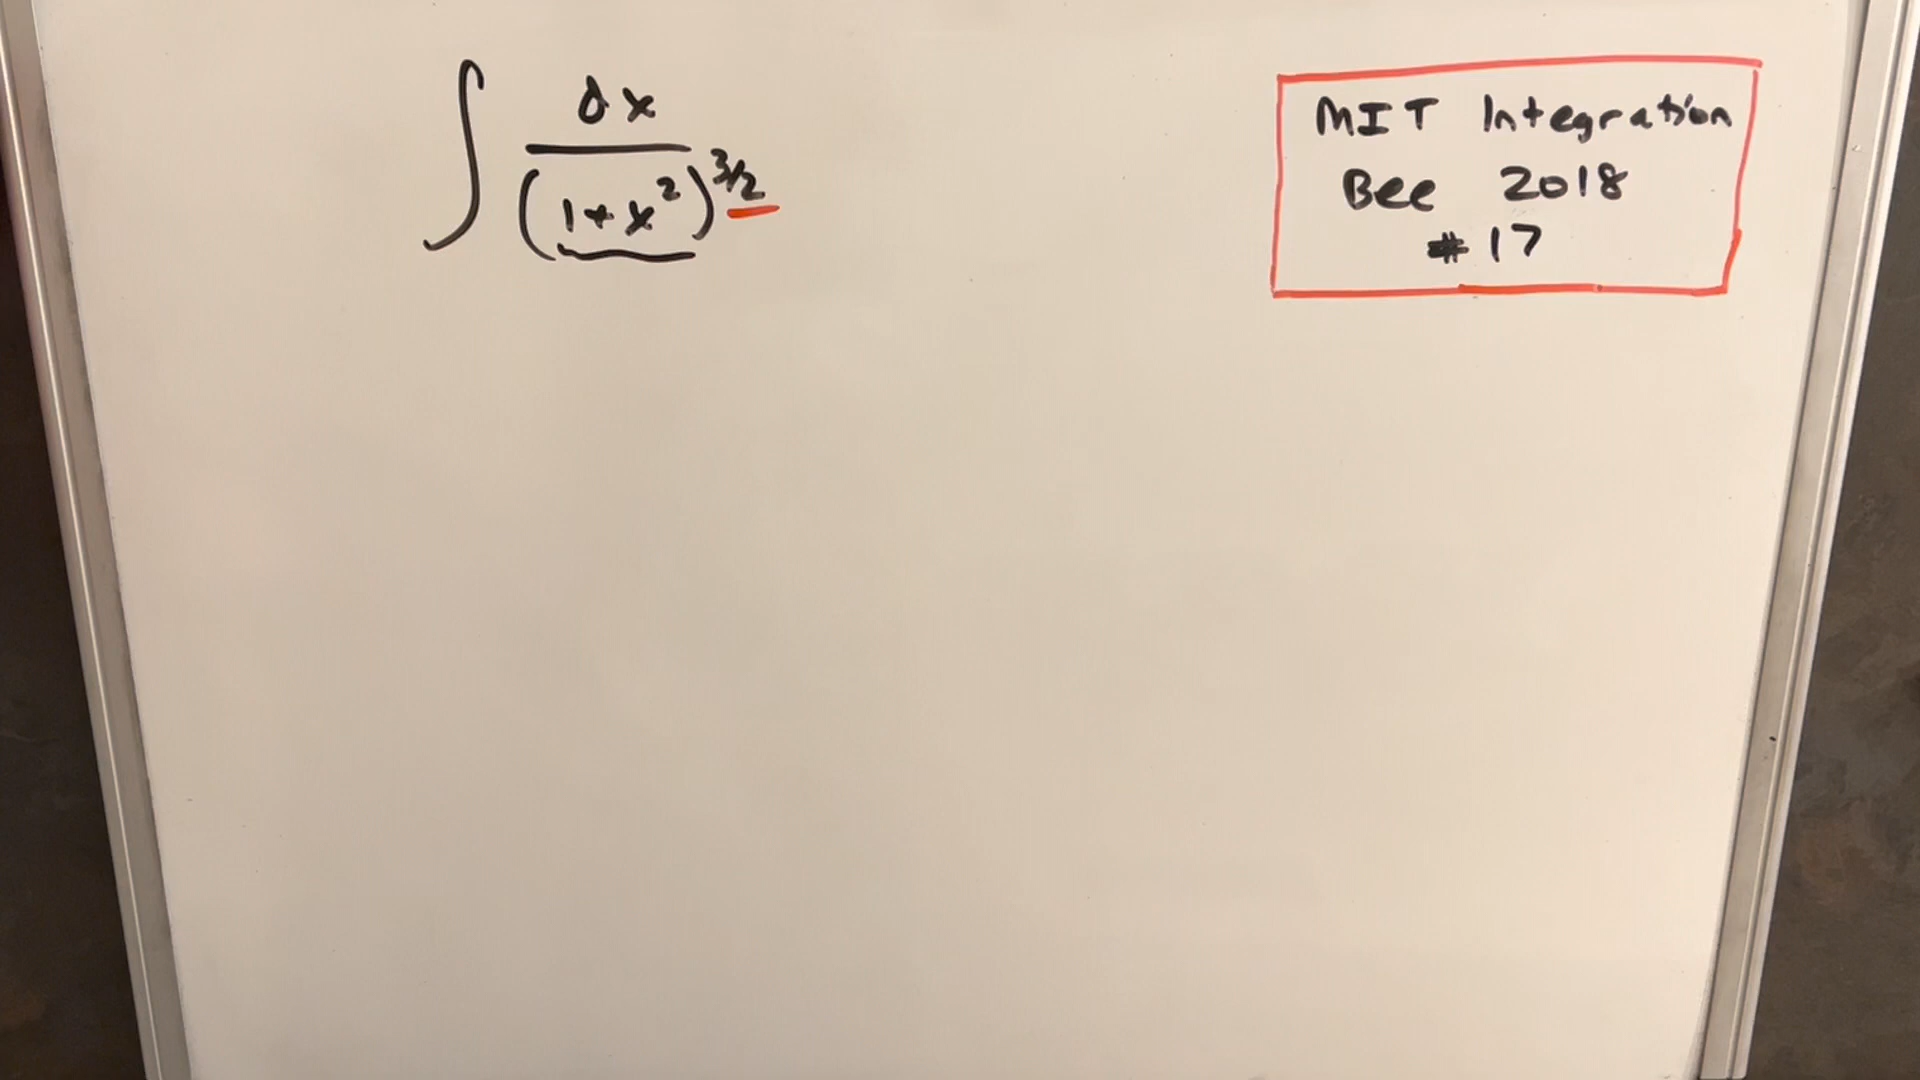 ∫ dx / (1+x²)^3/2
MIT Integration
Bee 2018
#17